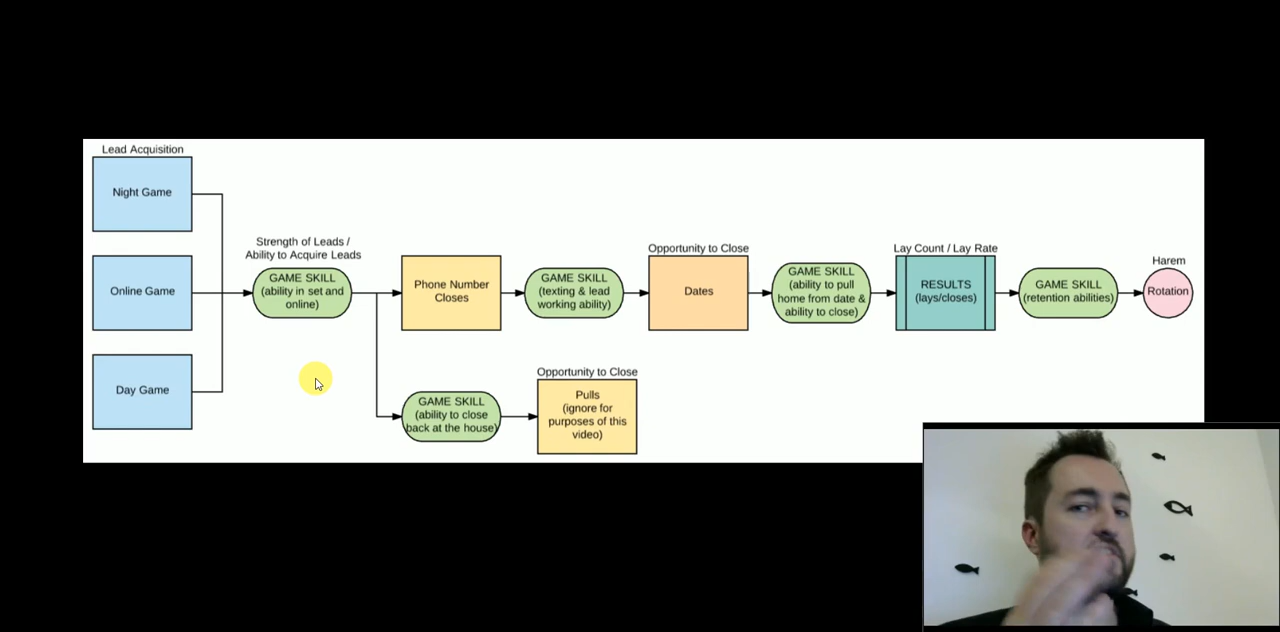 Lead Acquisition
Night Game
Online Game
Day Game
Strength of Leads /
Ability to Acquire Leads
GAME SKILL
(ability in set and
online)
Phone Number
Closes
GAME SKILL
(texting & lead
working ability)
Opportunity to Close
Dates
GAME SKILL
(ability to pull
home from date &
ability to close)
Lay Count / Lay Rate
RESULTS
(lays/closes)
GAME SKILL
(retention abilities)
Harem
Rotation
GAME SKILL
(ability to close
back at the house)
Opportunity to Close
Pulls
(ignore for
purposes of this
video)